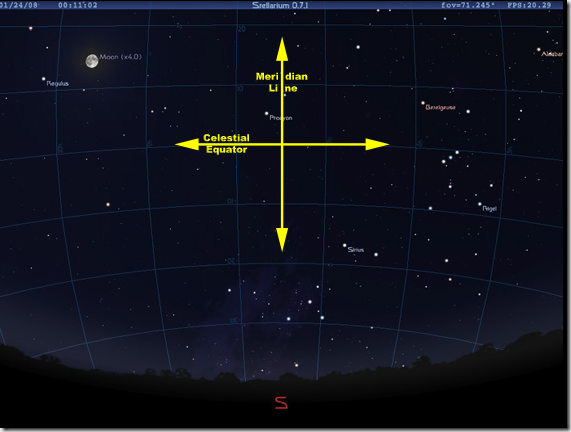 01/24/08 00:11:02 Stellarium 0.7.1 fov=71.245° FPS:20.29
Moon (x4.0)
Regulus
Meridian
Line
Betelgeuse
Procyon
Celestial
Equator
Rigel
Sirius
S